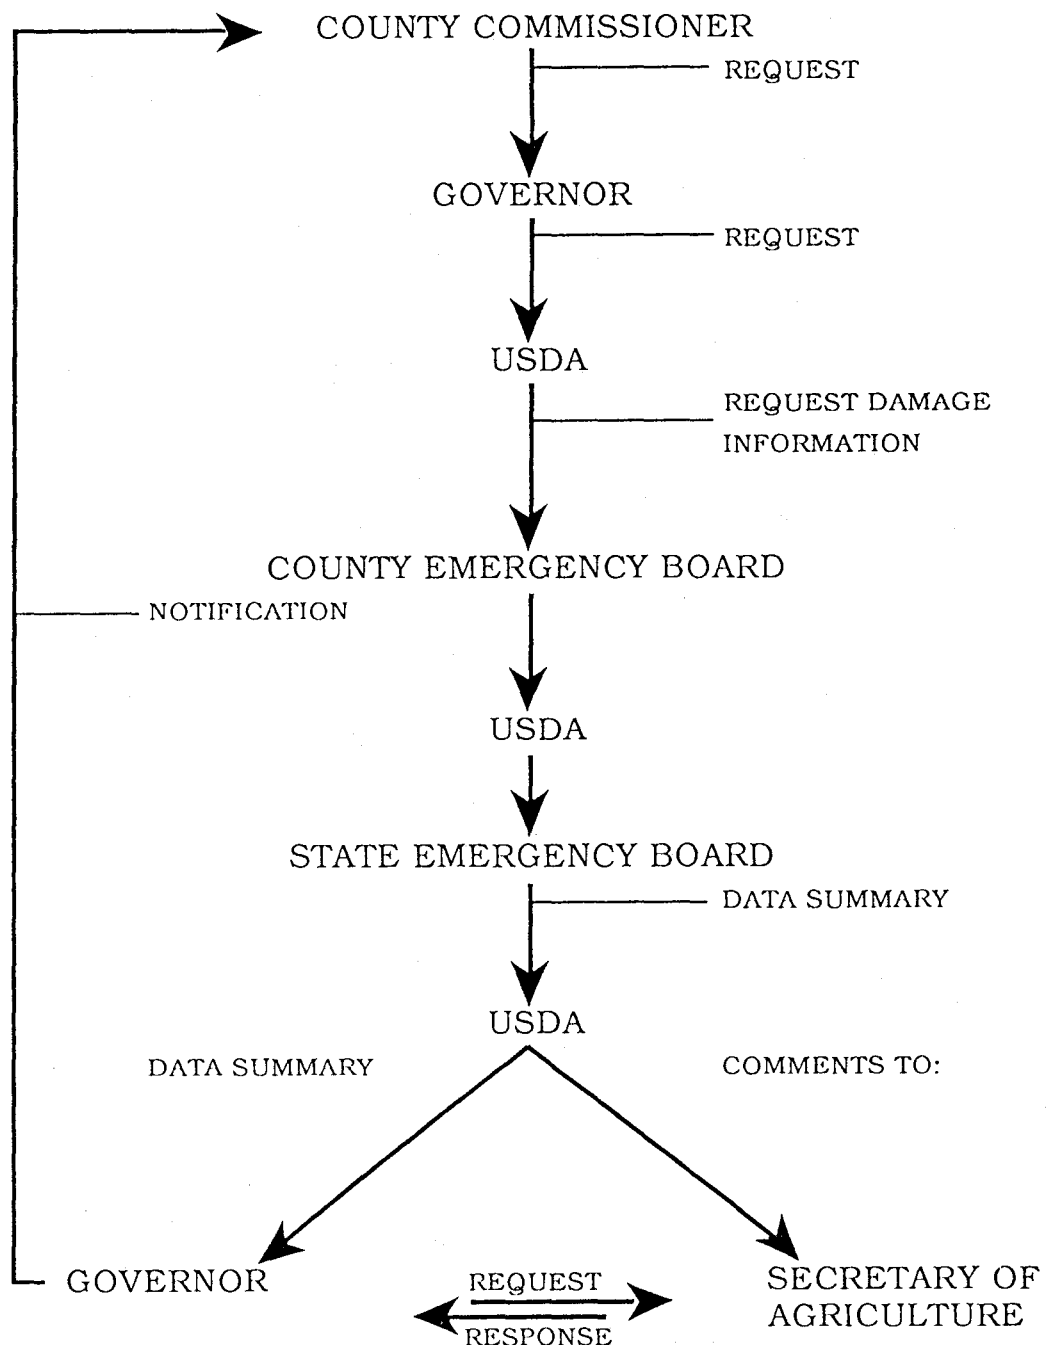 COUNTY COMMISSIONER
REQUEST
GOVERNOR
REQUEST
USDA
REQUEST DAMAGE
INFORMATION
COUNTY EMERGENCY BOARD
NOTIFICATION
USDA
STATE EMERGENCY BOARD
DATA SUMMARY
USDA
DATA SUMMARY
COMMENTS TO:
GOVERNOR
REQUEST
RESPONSE
SECRETARY OF
AGRICULTURE